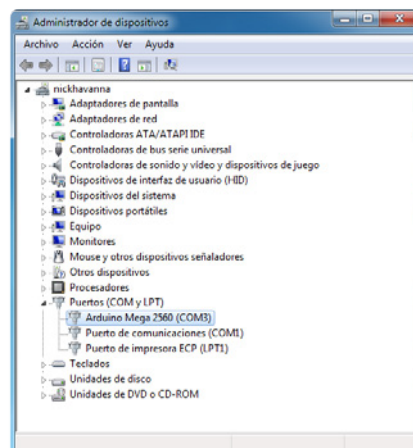 Administrador de dispositivos
Archivo Acción Ver Ayuda
nickhavanna
Adaptadores de pantalla
Adaptadores de red
Controladoras ATA/ATAPI IDE
Controladoras de bus serie universal
Controladoras de sonido y vídeo y dispositivos de juego
Dispositivos de interfaz de usuario (HID)
Dispositivos del sistema
Dispositivos portátiles
Equipo
Monitores
Mouse y otros dispositivos señaladores
Otros dispositivos
Procesadores
Puertos (COM y LPT)
Arduino Mega 2560 (COM3)
Puerto de comunicaciones (COM1)
Puerto de impresora ECP (LPT1)
Teclados
Unidades de disco
Unidades de DVD o CD-ROM